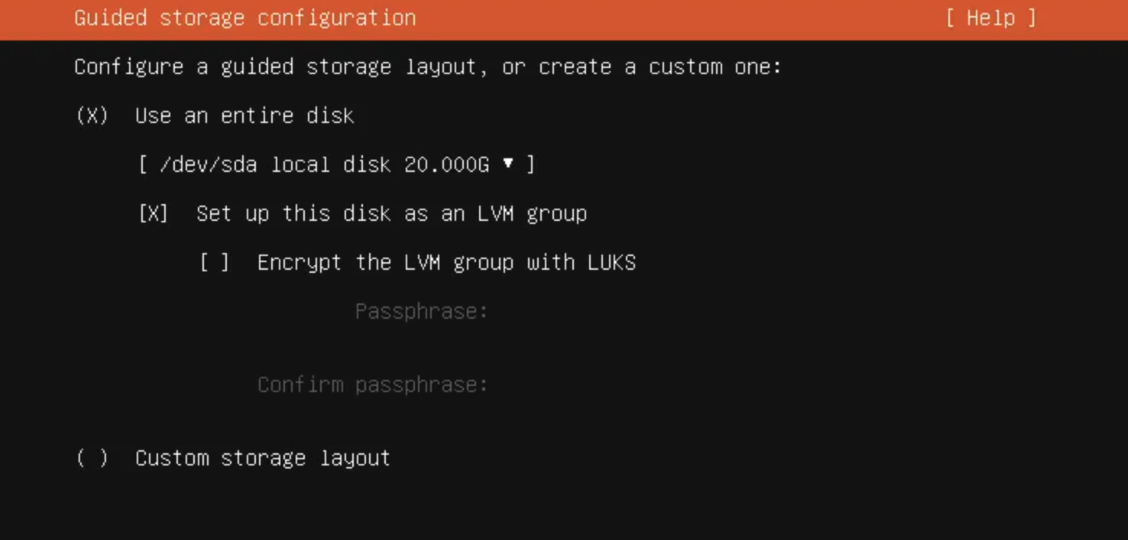 Guided storage configuration [ Help ]
Configure a guided storage layout, or create a custom one:
(X) Use an entire disk
[ /dev/sda local disk 20.000G ▾ ]
[X] Set up this disk as an LVM group
[ ] Encrypt the LVM group with LUKS
Passphrase:
Confirm passphrase:
( ) Custom storage layout